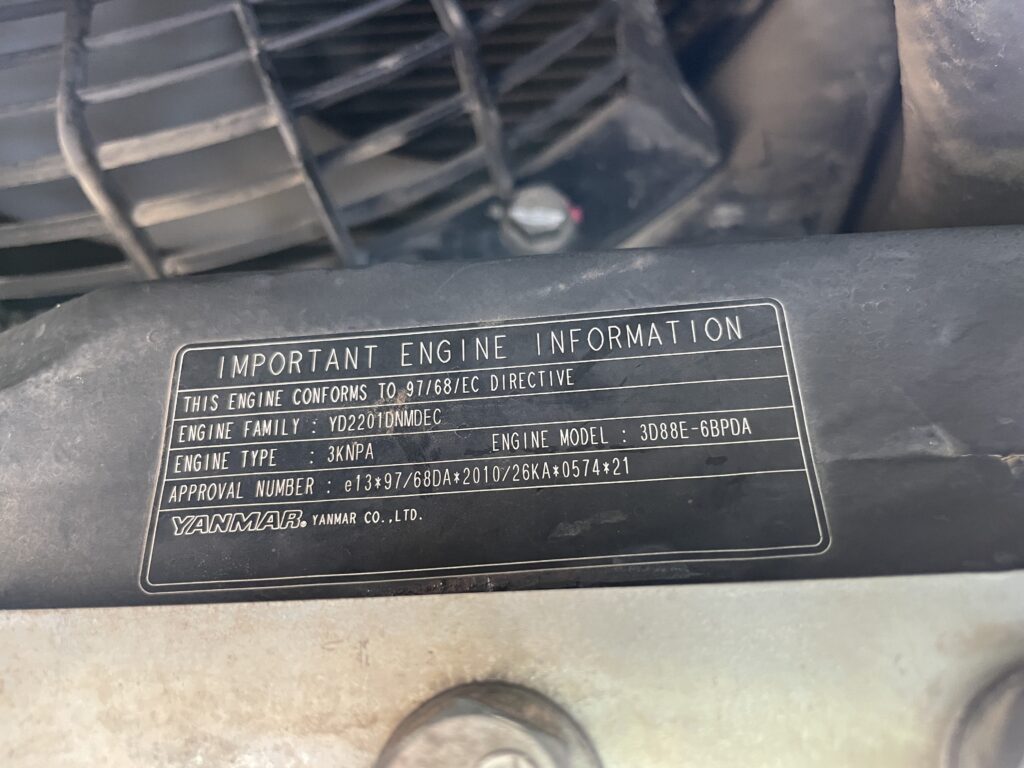 IMPORTANT ENGINE INFORMATION
THIS ENGINE CONFORMS TO 97/68/EC DIRECTIVE
ENGINE FAMILY : YD2201DNMDEC
ENGINE TYPE : 3KNPA ENGINE MODEL : 3D88E-6BPDA
APPROVAL NUMBER : e13*97/68DA*2010/26KA*0574*21
YANMAR® YANMAR CO.,LTD.